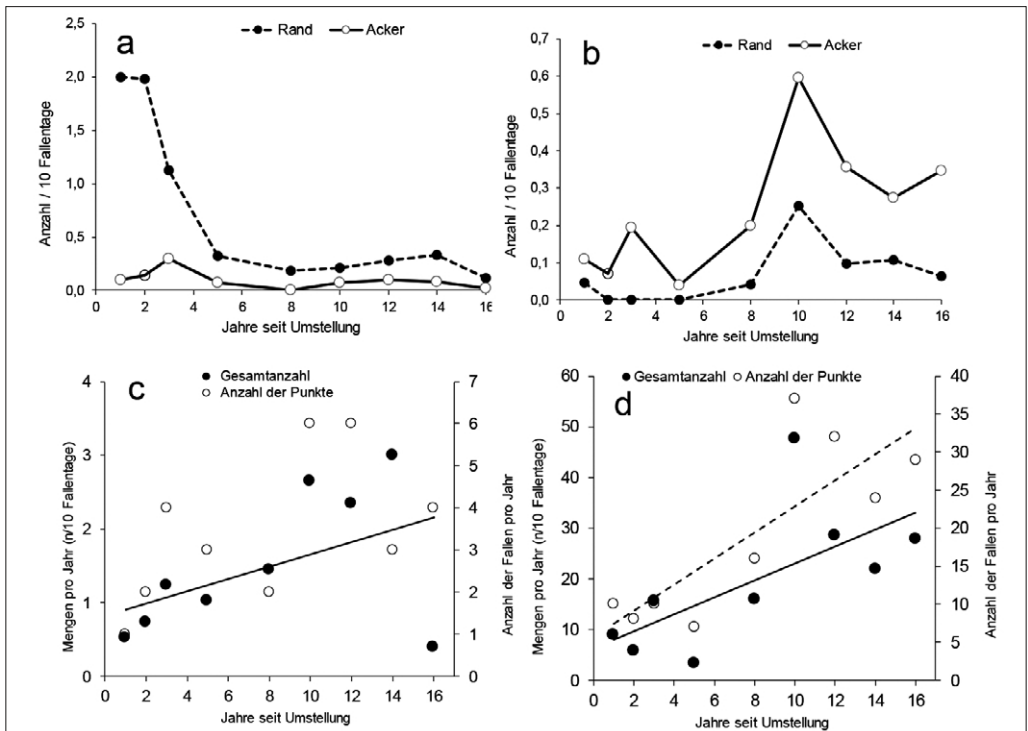 a
Rand Acker
Anzahl / 10 Fallentage
2,5
2,0
1,5
1,0
0,5
0,0
0 2 4 6 8 10 12 14 16
Jahre seit Umstellung
b
Rand Acker
Anzahl / 10 Fallentage
0,7
0,6
0,5
0,4
0,3
0,2
0,1
0,0
0 2 4 6 8 10 12 14 16
Jahre seit Umstellung
c
Gesamtanzahl
Anzahl der Punkte
Mengen pro Jahr (n/10 Fallentage)
4
3
2
1
0
Anzahl der Fallen pro Jahr
7
6
5
4
3
2
1
0
0 2 4 6 8 10 12 14 16
Jahre seit Umstellung
d
Gesamtanzahl Anzahl der Punkte
Mengen pro Jahr (n/10 Fallentage)
60
50
40
30
20
10
0
Anzahl der Fallen pro Jahr
40
35
30
25
20
15
10
5
0
0 2 4 6 8 10 12 14 16
Jahre seit Umstellung